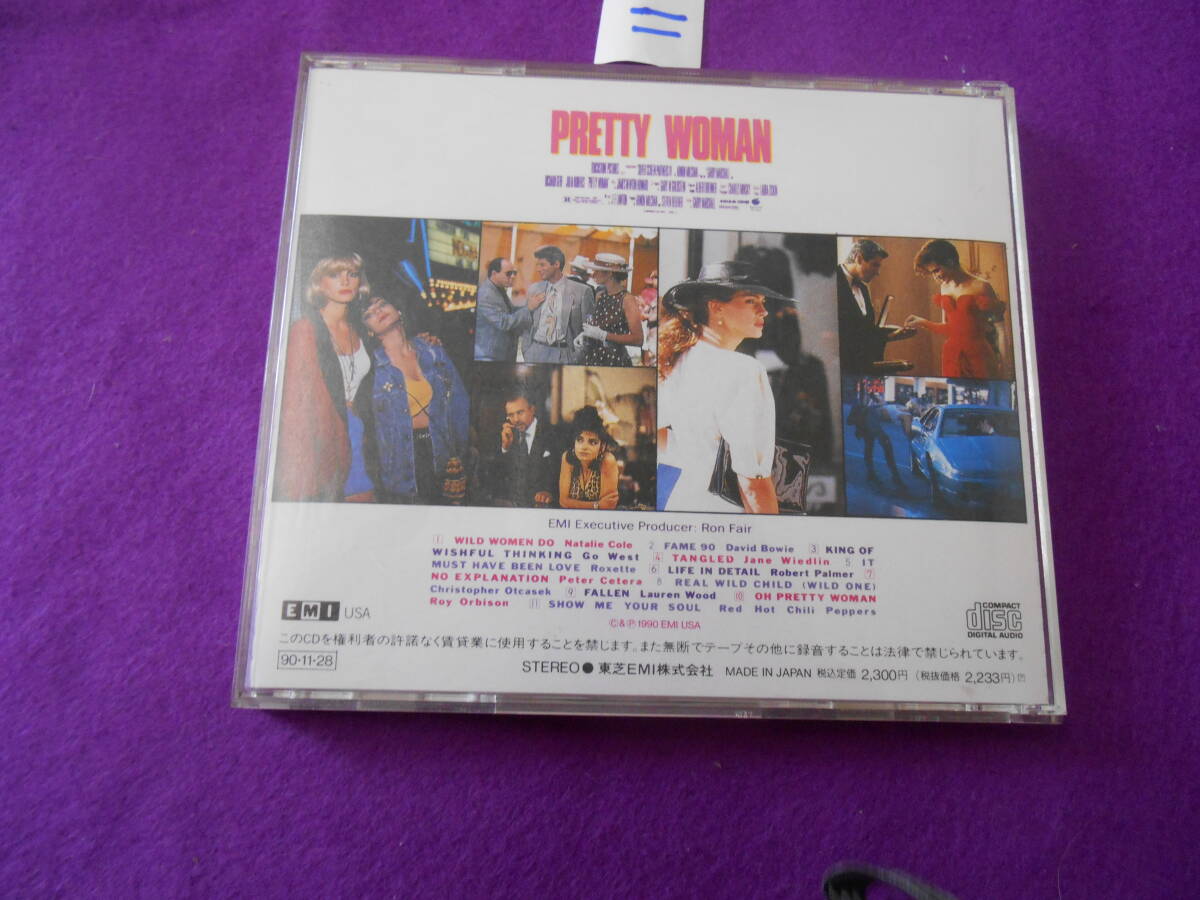 PRETTY WOMAN
EMI Executive Producer: Ron Fair
1 WILD WOMEN DO Natalie Cole 2 FAME 90 David Bowie 3 KING OF
WISHFUL THINKING Go West 4 TANGLED Jane Wiedlin 5 IT
MUST HAVE BEEN LOVE Roxette 6 LIFE IN DETAIL Robert Palmer 7
NO EXPLANATION Peter Cetera 8 REAL WILD CHILD (WILD ONE)
Christopher Otcasek 9 FALLEN Lauren Wood 10 OH PRETTY WOMAN
Roy Orbison 11 SHOW ME YOUR SOUL Red Hot Chili Peppers
EMI USA
©&℗ 1990 EMI USA
COMPACT
disc
DIGITAL AUDIO
このCDを権利者の許諾なく賃貸業に使用することを禁じます。また無断でテープその他に録音することは法律で禁じられています。
90·11·28
STEREO● 東芝EMI株式会社 MADE IN JAPAN 税込定価 2,300円 (税抜価格 2,233円)